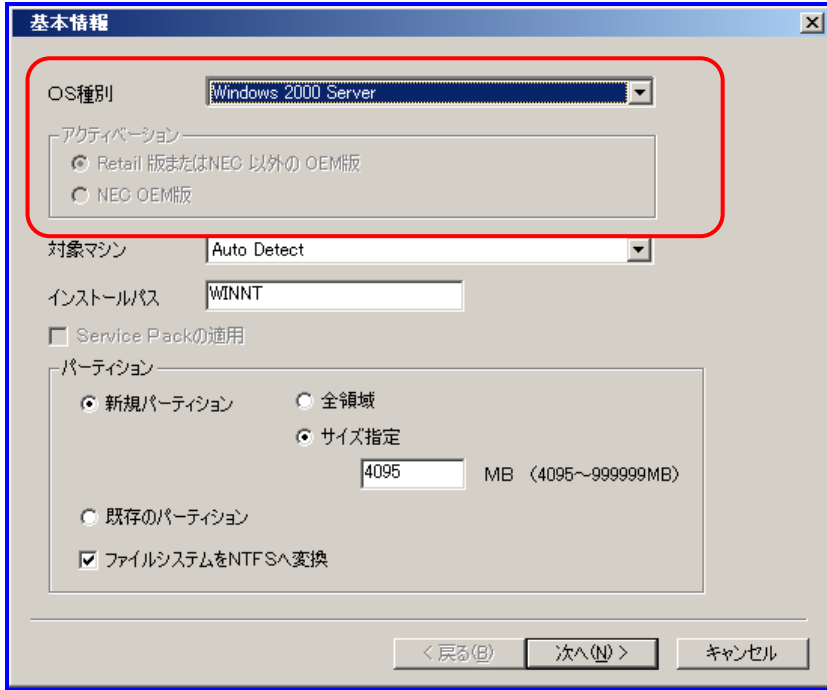 基本情報
OS種別 Windows 2000 Server
アクティベーション
Retail 版またはNEC 以外の OEM版
NEC OEM版
対象マシン Auto Detect
インストールパス WINNT
Service Packの適用
パーティション
新規パーティション 全領域
サイズ指定
4095 MB (4095~999999MB)
既存のパーティション
ファイルシステムをNTFSへ変換
< 戻る(B) 次へ(N) > キャンセル